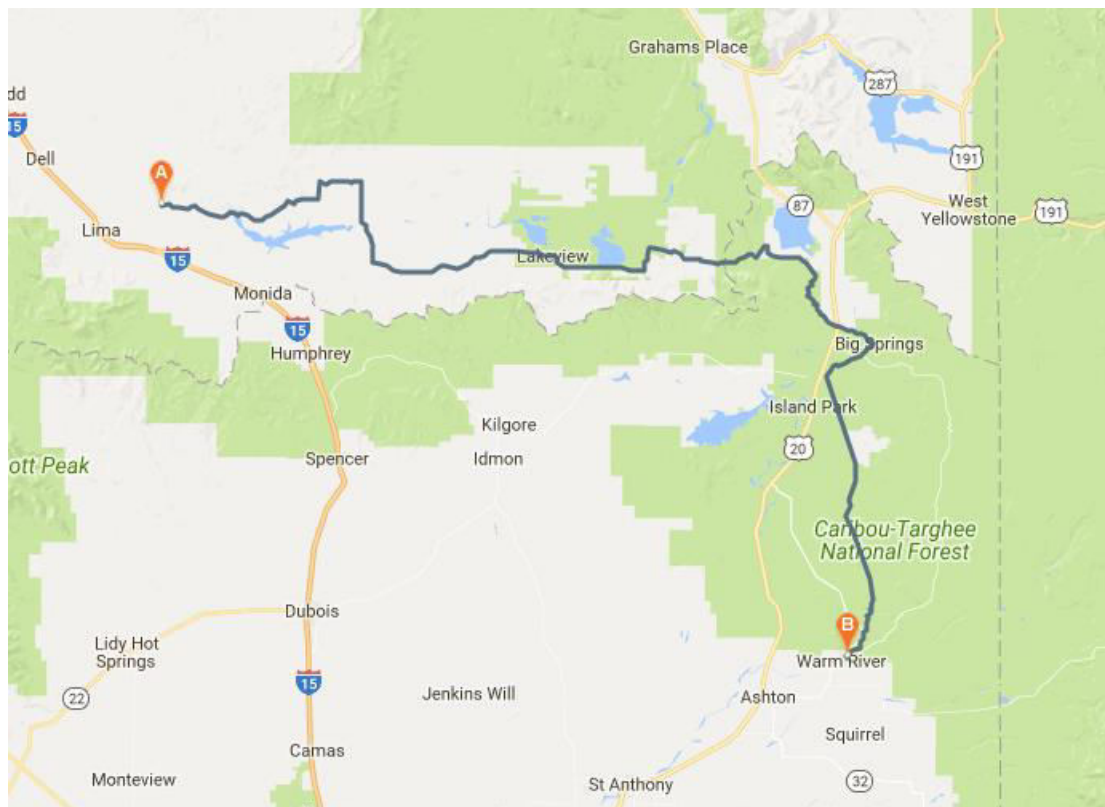 Grahams Place
287
dd
15
Dell
A
191
West
Yellowstone
191
87
Lima
15
Lakeview
Monida
15
Humphrey
Big Springs
Island Park
Kilgore
20
Spencer
Idmon
ott Peak
Caribou-Targhee
National Forest
Dubois
B
Lidy Hot
Springs
Warm River
15
22
Jenkins Will
Ashton
Squirrel
Camas
Monteview
St Anthony
32